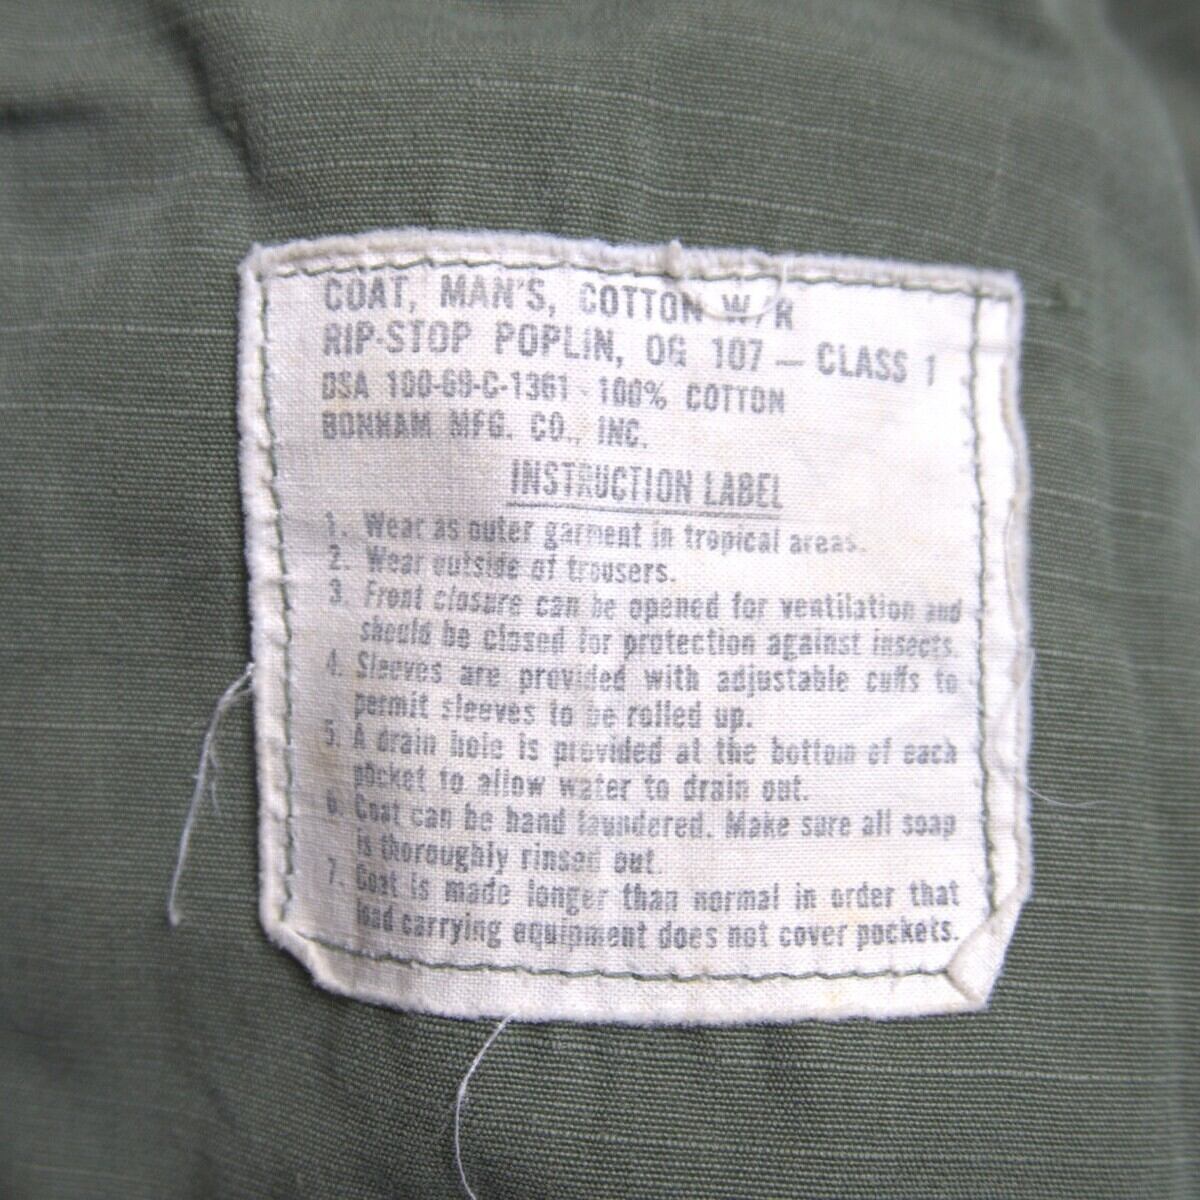 COAT, MAN'S, COTTON W/R
RIP-STOP POPLIN, OG 107 — CLASS 1
DSA 100-69-C-1361 - 100% COTTON
BONHAM MFG. CO., INC.
INSTRUCTION LABEL
1. Wear as outer garment in tropical areas.
2. Wear outside of trousers.
3. Front closure can be opened for ventilation and
should be closed for protection against insects.
4. Sleeves are provided with adjustable cuffs to
permit sleeves to be rolled up.
5. A drain hole is provided at the bottom of each
pocket to allow water to drain out.
6. Coat can be hand laundered. Make sure all soap
is thoroughly rinsed out.
7. Coat is made longer than normal in order that
load carrying equipment does not cover pockets.